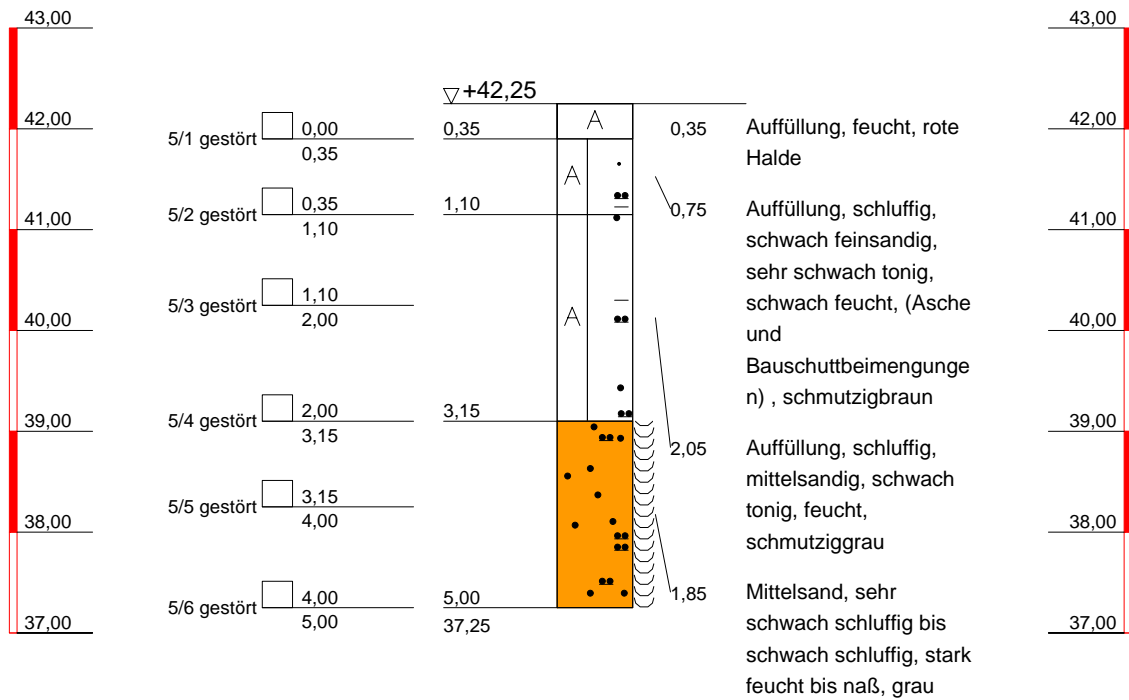 43,00
42,00
41,00
40,00
39,00
38,00
37,00
5/1 gestört
0,00
0,35
5/2 gestört
0,35
1,10
5/3 gestört
1,10
2,00
5/4 gestört
2,00
3,15
5/5 gestört
3,15
4,00
5/6 gestört
4,00
5,00
+42,25
0,35
1,10
3,15
5,00
37,25
A
A
A
0,35
Auffüllung, feucht, rote
Halde
0,75
Auffüllung, schluffig,
schwach feinsandig,
sehr schwach tonig,
schwach feucht, (Asche
und
Bauschuttbeimengunge
n) , schmutzigbraun
2,05
Auffüllung, schluffig,
mittelsandig, schwach
tonig, feucht,
schmutziggrau
1,85
Mittelsand, sehr
schwach schluffig bis
schwach schluffig, stark
feucht bis naß, grau
43,00
42,00
41,00
40,00
39,00
38,00
37,00